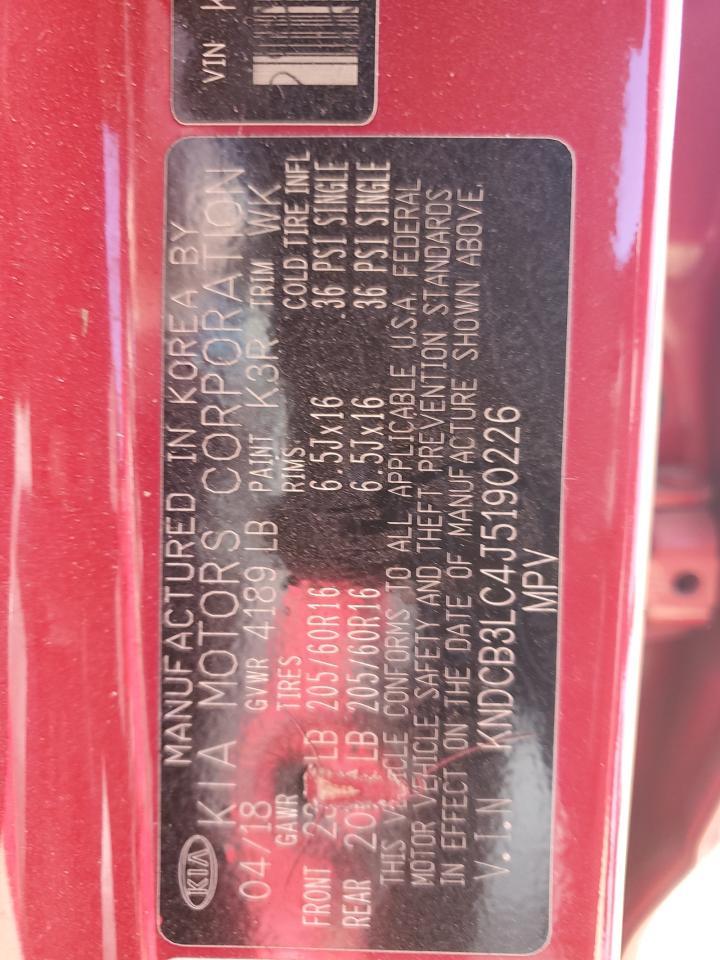 VIN K
MANUFACTURED IN KOREA BY
KIA KIA MOTORS CORPORATION
04/18 GVWR 4189 LB PAINT K3R TRIM WK
GAWR TIRES RIMS COLD TIRE INFL
FRONT LB 205/60R16 6.5Jx16 36 PSI SINGLE
REAR LB 205/60R16 6.5Jx16 36 PSI SINGLE
THIS VEHICLE CONFORMS TO ALL APPLICABLE U.S.A. FEDERAL
MOTOR VEHICLE SAFETY AND THEFT PREVENTION STANDARDS
IN EFFECT ON THE DATE OF MANUFACTURE SHOWN ABOVE.
V.I.N KNDCB3LC4J5190226
MPV